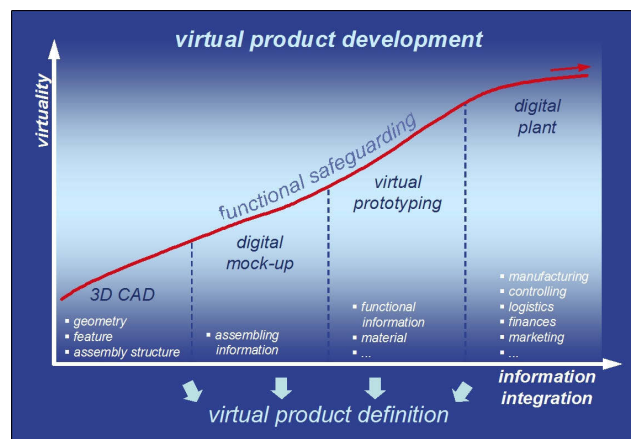 virtual product development
virtuality
functional safeguarding
digital
plant
virtual
prototyping
digital
mock-up
3D CAD
▪ geometry
▪ feature
▪ assembly structure
▪ assembling
information
▪ functional
information
▪ material
▪ ...
▪ manufacturing
▪ controlling
▪ logistics
▪ finances
▪ marketing
▪ ...
information
integration
virtual product definition